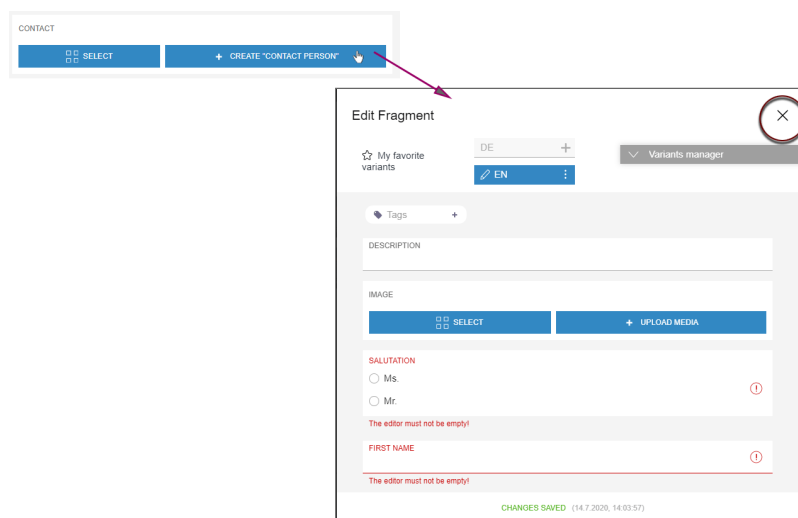 CONTACT
SELECT
+ CREATE "CONTACT PERSON"
Edit Fragment
My favorite
variants
DE +
EN
Variants manager
Tags +
DESCRIPTION
IMAGE
SELECT
+ UPLOAD MEDIA
SALUTATION
Ms.
Mr.
The editor must not be empty!
FIRST NAME
The editor must not be empty!
CHANGES SAVED (14.7.2020, 14:03:57)